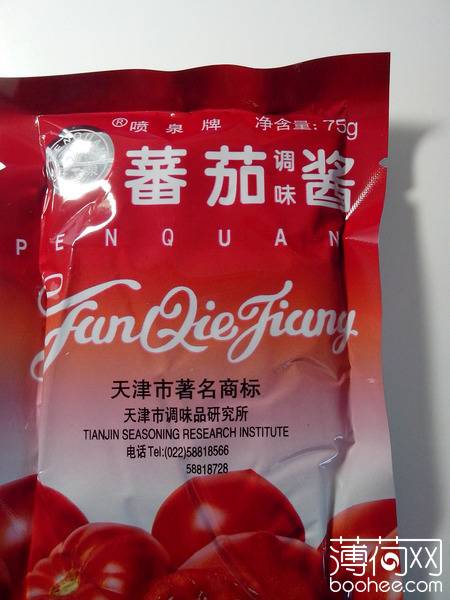 ®喷泉牌 净含量:75g
蕃茄调味酱
PENQUAN
FanQieJiang
天津市著名商标
天津市调味品研究所
TIANJIN SEASONING RESEARCH INSTITUTE
电话Tel:(022)58818566
58818728
薄荷网
boohee.com